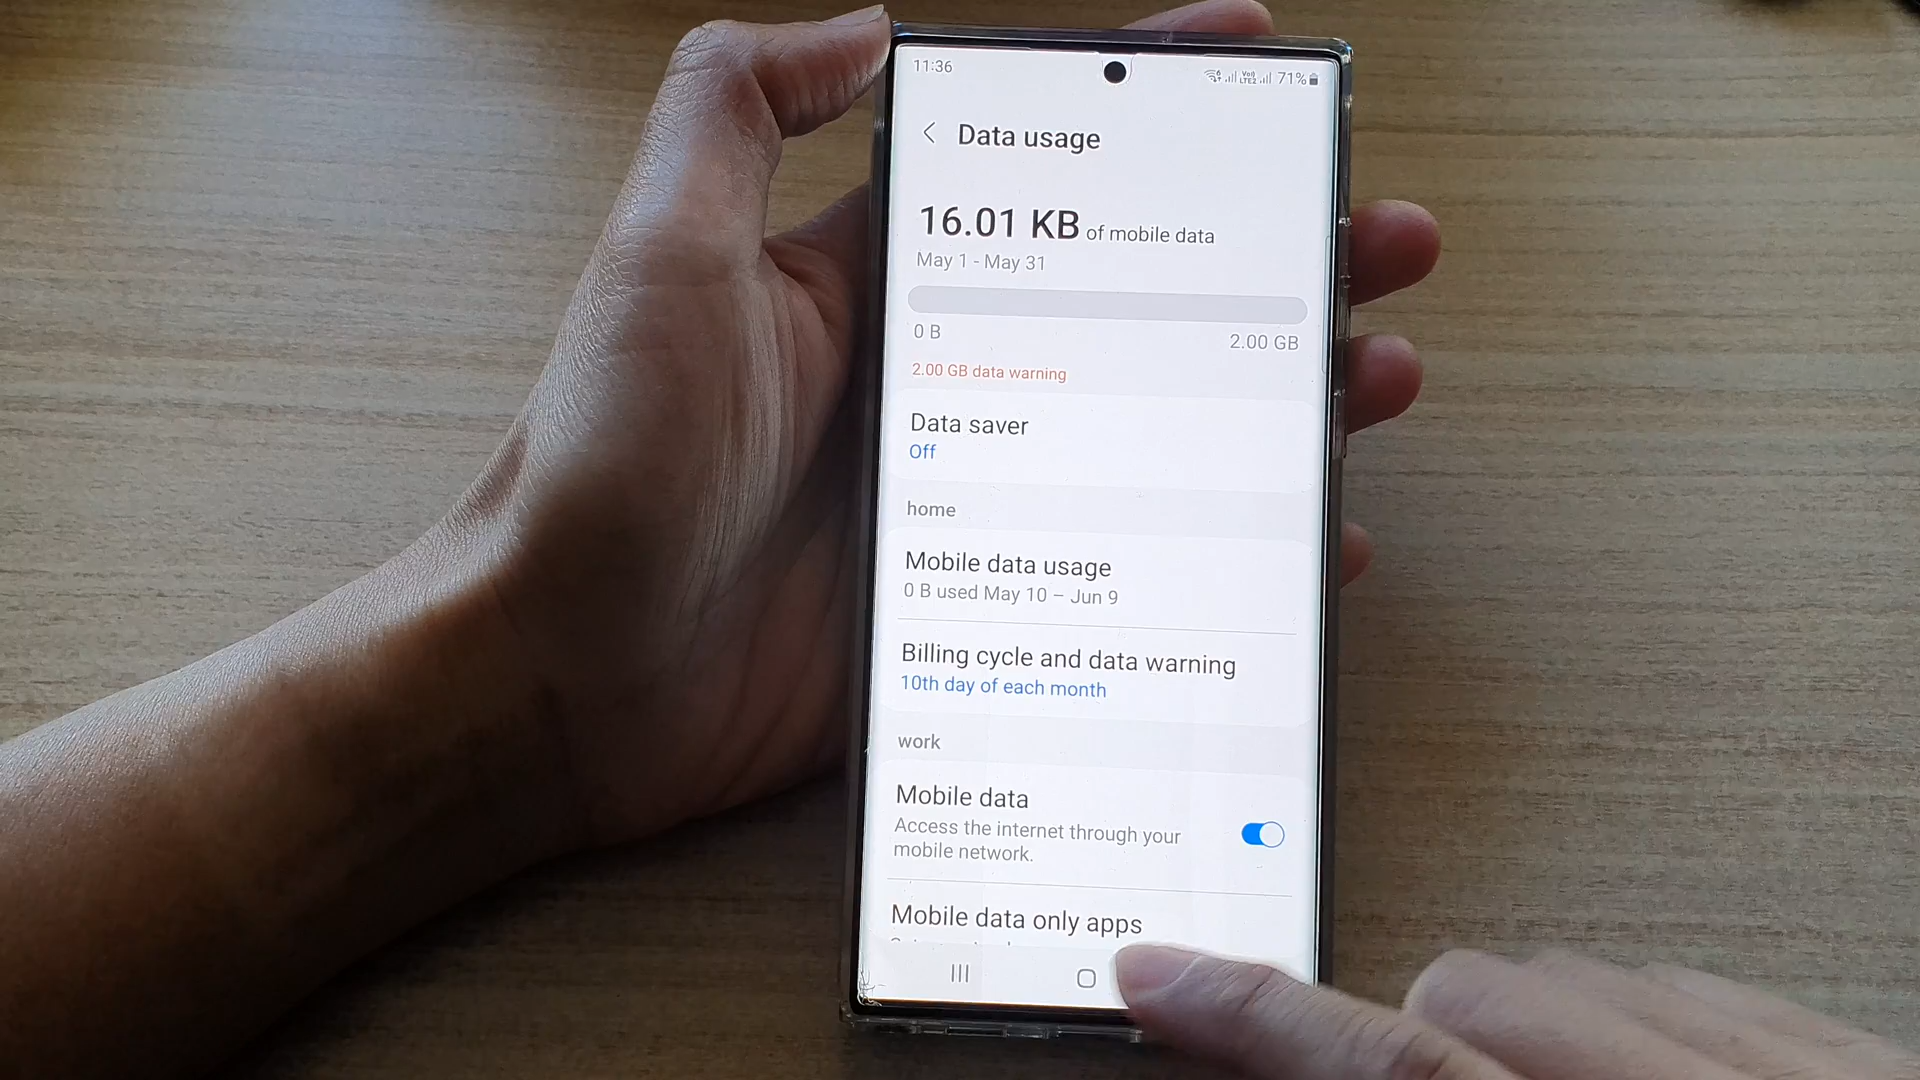 11:36
Vo)) LTE2 71%
Data usage
16.01 KB of mobile data
May 1 - May 31
0 B
2.00 GB
2.00 GB data warning
Data saver
Off
home
Mobile data usage
0 B used May 10 – Jun 9
Billing cycle and data warning
10th day of each month
work
Mobile data
Access the internet through your
mobile network.
Mobile data only apps